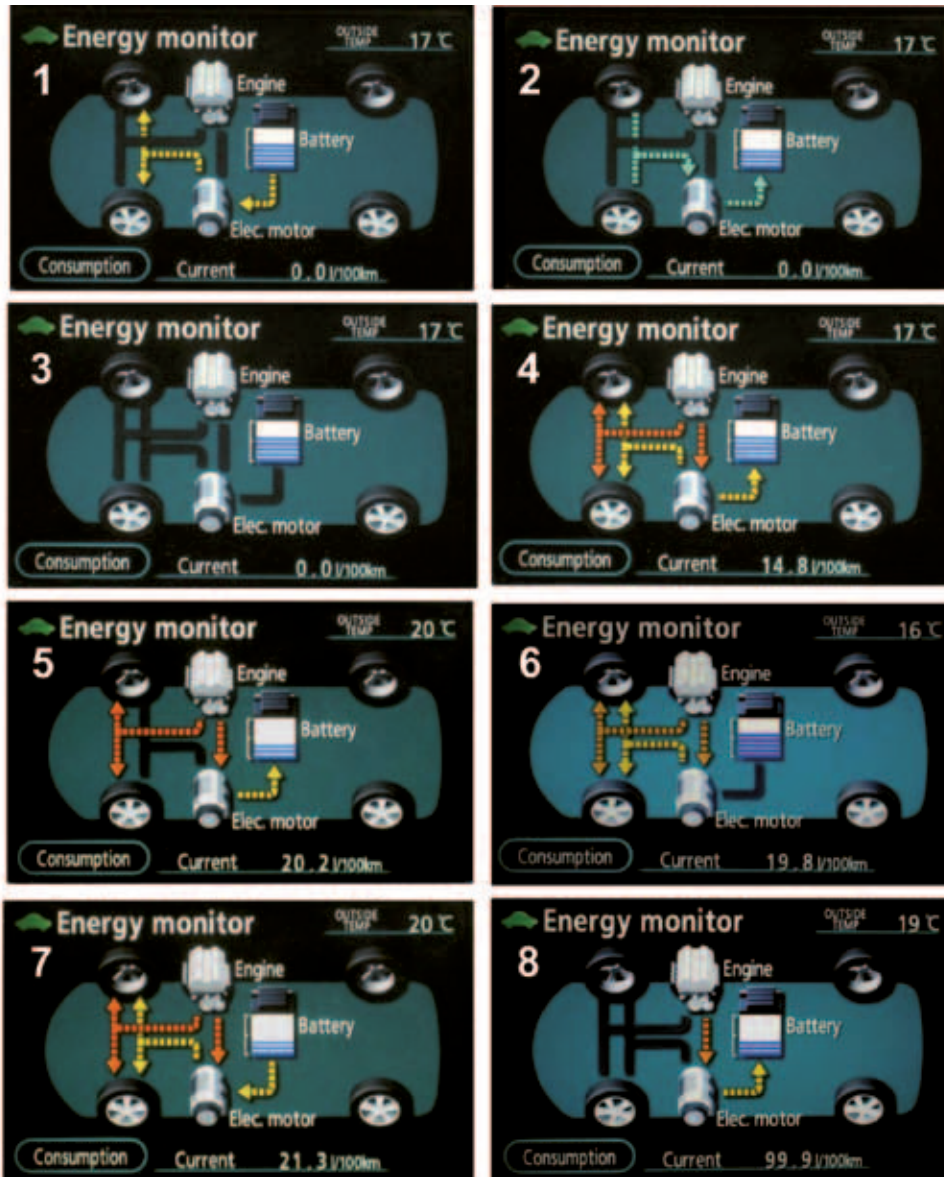 Energy monitor OUTSIDE TEMP 17 ℃
1
Engine
Battery
Elec. motor
Consumption Current 0.0 l/100km
Energy monitor OUTSIDE TEMP 17 ℃
2
Engine
Battery
Elec. motor
Consumption Current 0.0 l/100km
Energy monitor OUTSIDE TEMP 17 ℃
3
Engine
Battery
Elec. motor
Consumption Current 0.0 l/100km
Energy monitor OUTSIDE TEMP 17 ℃
4
Engine
Battery
Elec. motor
Consumption Current 14.8 l/100km
Energy monitor OUTSIDE TEMP 20 ℃
5
Engine
Battery
Elec. motor
Consumption Current 20.2 l/100km
Energy monitor OUTSIDE TEMP 16 ℃
6
Engine
Battery
Elec. motor
Consumption Current 19.8 l/100km
Energy monitor OUTSIDE TEMP 20 ℃
7
Engine
Battery
Elec. motor
Consumption Current 21.3 l/100km
Energy monitor OUTSIDE TEMP 19 ℃
8
Engine
Battery
Elec. motor
Consumption Current 99.9 l/100km